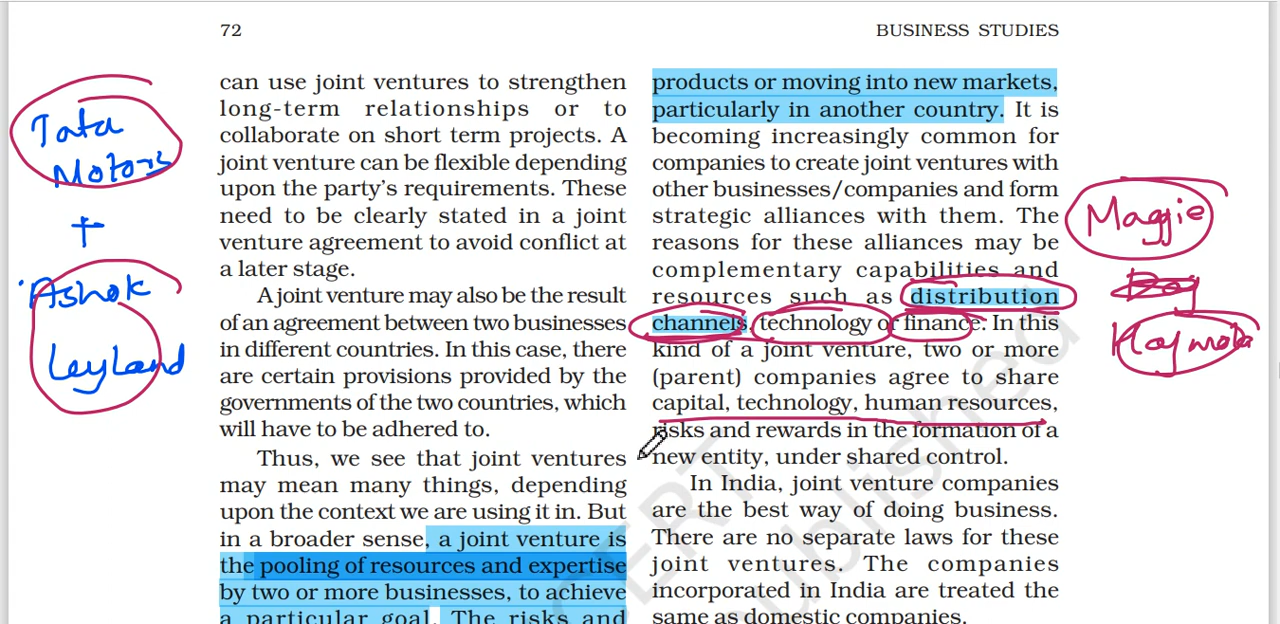 72
BUSINESS STUDIES
Tata
Motors
+
Ashok
Leyland
can use joint ventures to strengthen
long-term relationships or to
collaborate on short term projects. A
joint venture can be flexible depending
upon the party's requirements. These
need to be clearly stated in a joint
venture agreement to avoid conflict at
a later stage.
A joint venture may also be the result
of an agreement between two businesses
in different countries. In this case, there
are certain provisions provided by the
governments of the two countries, which
will have to be adhered to.
Thus, we see that joint ventures
may mean many things, depending
upon the context we are using it in. But
in a broader sense, a joint venture is
the pooling of resources and expertise
by two or more businesses, to achieve
a particular goal. The risks and
products or moving into new markets,
particularly in another country. It is
becoming increasingly common for
companies to create joint ventures with
other businesses/companies and form
strategic alliances with them. The
reasons for these alliances may be
complementary capabilities and
resources such as distribution
channels, technology or finance. In this
kind of a joint venture, two or more
(parent) companies agree to share
capital, technology, human resources,
risks and rewards in the formation of a
new entity, under shared control.
In India, joint venture companies
are the best way of doing business.
There are no separate laws for these
joint ventures. The companies
incorporated in India are treated the
same as domestic companies.
Maggie
Hajmola